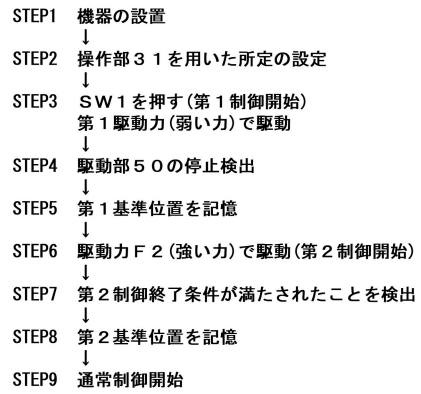 STEP1 機器の設置
↓
STEP2 操作部３１を用いた所定の設定
↓
STEP3 ＳＷ１を押す(第１制御開始)
第１駆動力(弱い力)で駆動
↓
STEP4 駆動部５０の停止検出
↓
STEP5 第１基準位置を記憶
↓
STEP6 駆動力Ｆ２(強い力)で駆動(第２制御開始)
↓
STEP7 第２制御終了条件が満たされたことを検出
↓
STEP8 第２基準位置を記憶
↓
STEP9 通常制御開始